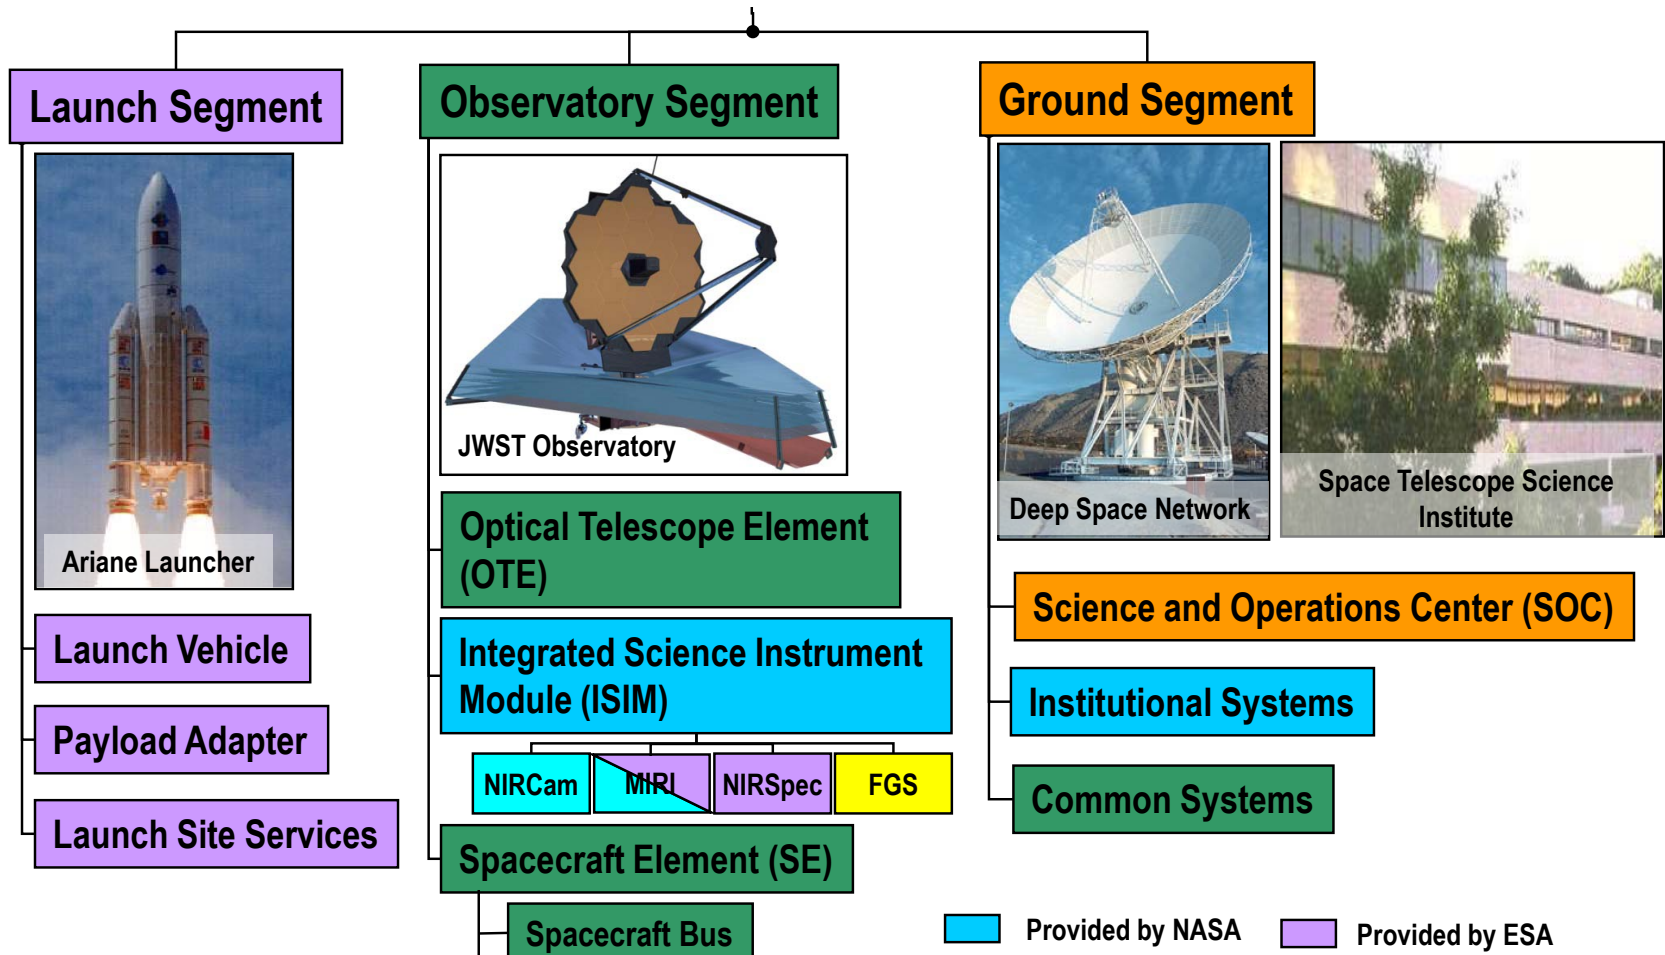 Launch Segment
Ariane Launcher
Launch Vehicle
Payload Adapter
Launch Site Services
Observatory Segment
JWST Observatory
Optical Telescope Element
(OTE)
Integrated Science Instrument
Module (ISIM)
NIRCam
MIRI
NIRSpec
FGS
Spacecraft Element (SE)
Spacecraft Bus
Ground Segment
Deep Space Network
Space Telescope Science
Institute
Science and Operations Center (SOC)
Institutional Systems
Common Systems
Provided by NASA
Provided by ESA